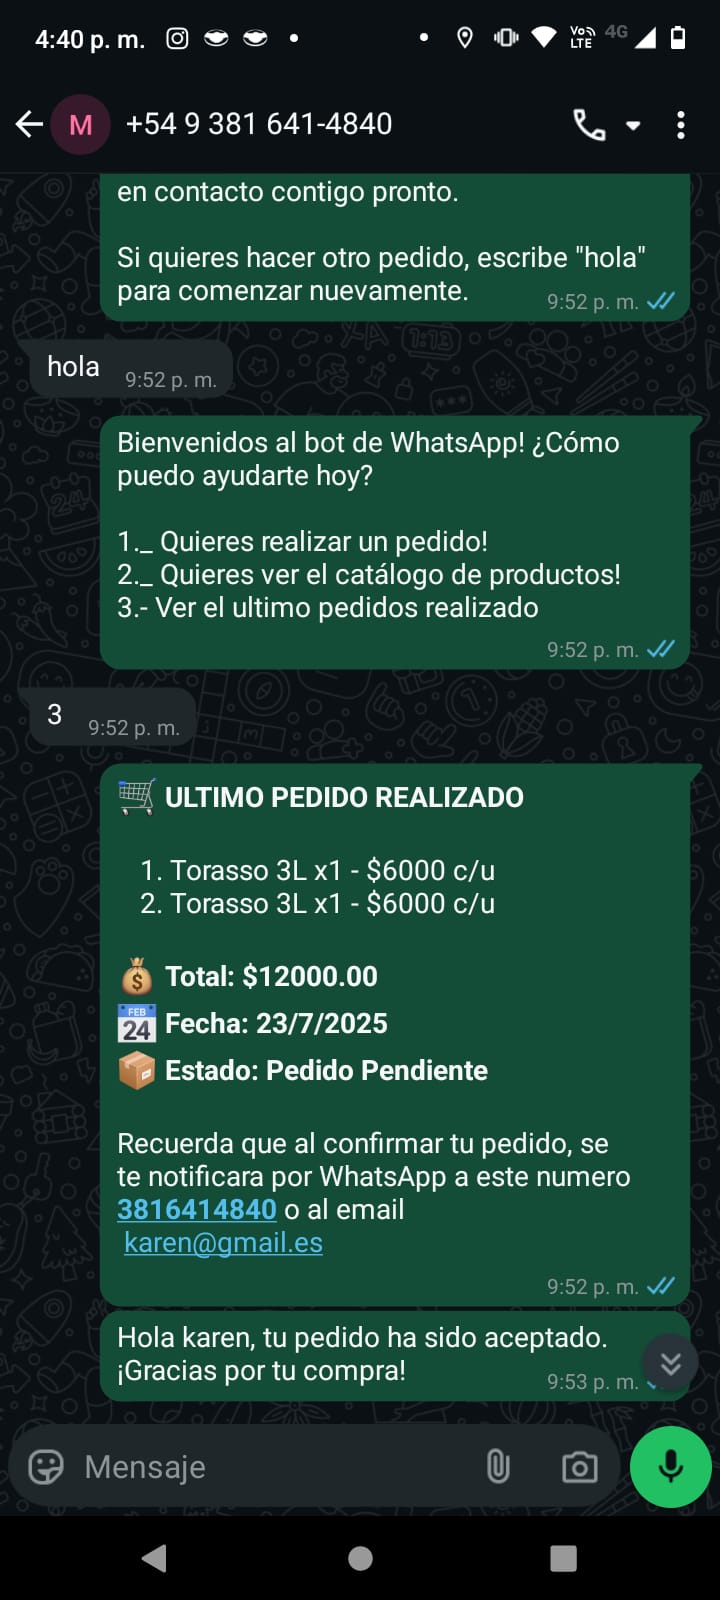 4:40 p. m.
Vo LTE 4G
M +54 9 381 641-4840
en contacto contigo pronto.
Si quieres hacer otro pedido, escribe "hola"
para comenzar nuevamente.
9:52 p. m.
hola
9:52 p. m.
Bienvenidos al bot de WhatsApp! ¿Cómo
puedo ayudarte hoy?
1._ Quieres realizar un pedido!
2._ Quieres ver el catálogo de productos!
3.- Ver el ultimo pedidos realizado
9:52 p. m.
3
9:52 p. m.
🛒 ULTIMO PEDIDO REALIZADO
1. Torasso 3L x1 - $6000 c/u
2. Torasso 3L x1 - $6000 c/u
💰 Total: $12000.00
📆 Fecha: 23/7/2025
📦 Estado: Pedido Pendiente
Recuerda que al confirmar tu pedido, se
te notificara por WhatsApp a este numero
3816414840 o al email
karen@gmail.es
9:52 p. m.
Hola karen, tu pedido ha sido aceptado.
¡Gracias por tu compra!
9:53 p. m.
Mensaje